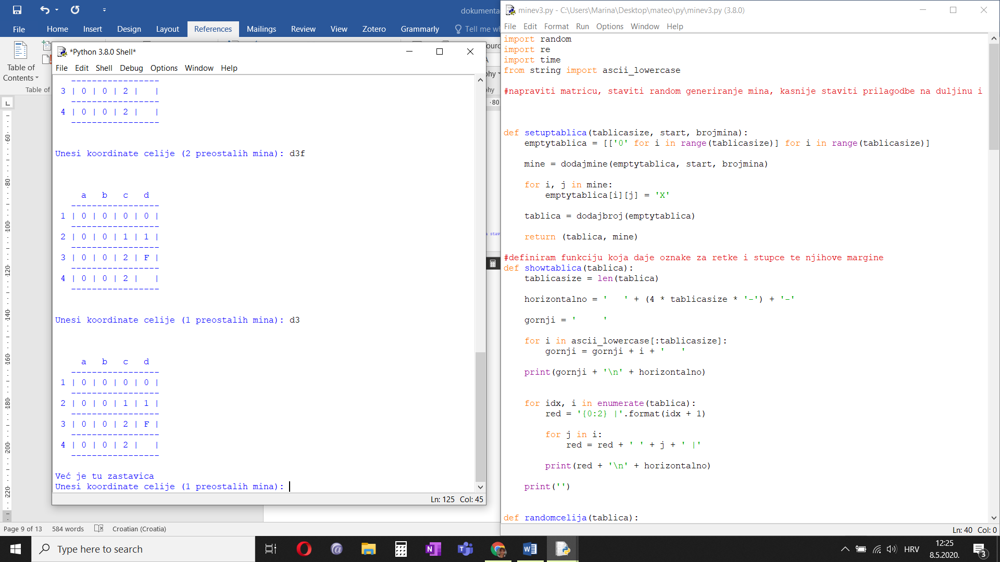 dokumenta
File Home Insert Design Layout References Mailings Review View Zotero Grammarly Tell me wh
Table of
Contents
Table of
*Python 3.8.0 Shell*
File Edit Shell Debug Options Window Help
-----------------
3 | 0 | 0 | 2 |   |
-----------------
4 | 0 | 0 | 2 |   |
-----------------
Unesi koordinate celije (2 preostalih mina): d3f
a   b   c   d
-----------------
1 | 0 | 0 | 0 | 0 |
-----------------
2 | 0 | 0 | 1 | 1 |
-----------------
3 | 0 | 0 | 2 | F |
-----------------
4 | 0 | 0 | 2 |   |
-----------------
Unesi koordinate celije (1 preostalih mina): d3
a   b   c   d
-----------------
1 | 0 | 0 | 0 | 0 |
-----------------
2 | 0 | 0 | 1 | 1 |
-----------------
3 | 0 | 0 | 2 | F |
-----------------
4 | 0 | 0 | 2 |   |
-----------------
Već je tu zastavica
Unesi koordinate celije (1 preostalih mina):
Ln: 125 Col: 45
Page 9 of 13 584 words Croatian (Croatia)
minev3.py - C:\Users\Marina\Desktop\mateo\py\minev3.py (3.8.0)
File Edit Format Run Options Window Help
import random
import re
import time
from string import ascii_lowercase
#napraviti matricu, staviti random generiranje mina, kasnije staviti prilagodbe na duljinu i
def setuptablica(tablicasize, start, brojmina):
    emptytablica = [['0' for i in range(tablicasize)] for i in range(tablicasize)]
    mine = dodajmine(emptytablica, start, brojmina)
    for i, j in mine:
        emptytablica[i][j] = 'X'
    tablica = dodajbroj(emptytablica)
    return (tablica, mine)
#definiram funkciju koja daje oznake za retke i stupce te njihove margine
def showtablica(tablica):
    tablicasize = len(tablica)
    horizontalno = '   ' + (4 * tablicasize * '-') + '-'
    gornji = '     '
    for i in ascii_lowercase[:tablicasize]:
        gornji = gornji + i + '   '
    print(gornji + '\n' + horizontalno)
    for idx, i in enumerate(tablica):
        red = '{0:2} |'.format(idx + 1)
        for j in i:
            red = red + ' ' + j + ' |'
        print(red + '\n' + horizontalno)
    print('')
def randomcelija(tablica):
Ln: 40 Col: 0
Type here to search
HRV
12:25
8.5.2020.
3